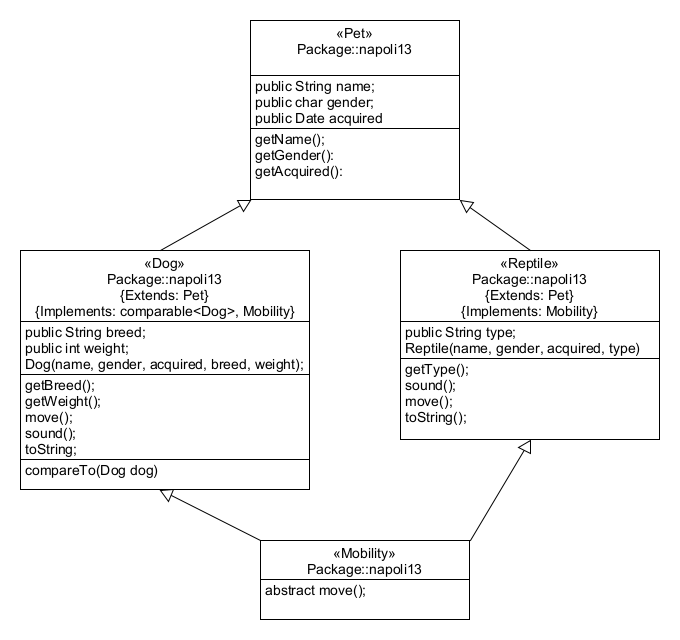 «Pet»
Package::napoli13
public String name;
public char gender;
public Date acquired
getName();
getGender():
getAcquired():
«Dog»
Package::napoli13
{Extends: Pet}
{Implements: comparable<Dog>, Mobility}
public String breed;
public int weight;
Dog(name, gender, acquired, breed, weight);
getBreed();
getWeight();
move();
sound();
toString;
compareTo(Dog dog)
«Reptile»
Package::napoli13
{Extends: Pet}
{Implements: Mobility}
public String type;
Reptile(name, gender, acquired, type)
getType();
sound();
move();
toString();
«Mobility»
Package::napoli13
abstract move();